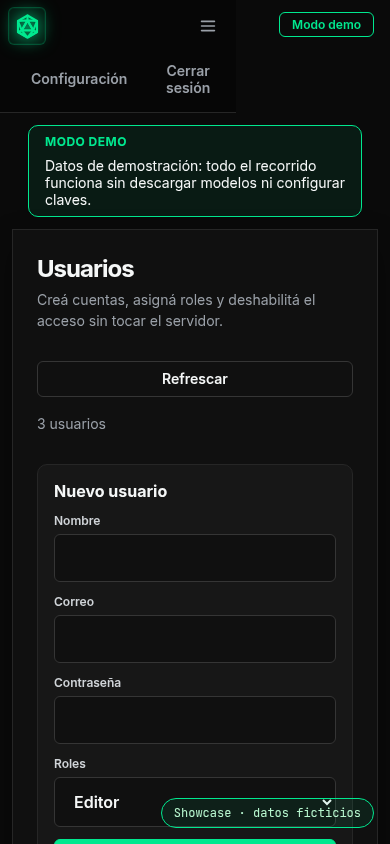 Modo demo
Configuración
Cerrar
sesión
MODO DEMO
Datos de demostración: todo el recorrido
funciona sin descargar modelos ni configurar
claves.
Usuarios
Creá cuentas, asigná roles y deshabilitá el
acceso sin tocar el servidor.
Refrescar
3 usuarios
Nuevo usuario
Nombre
Correo
Contraseña
Roles
Editor
Showcase · datos ficticios